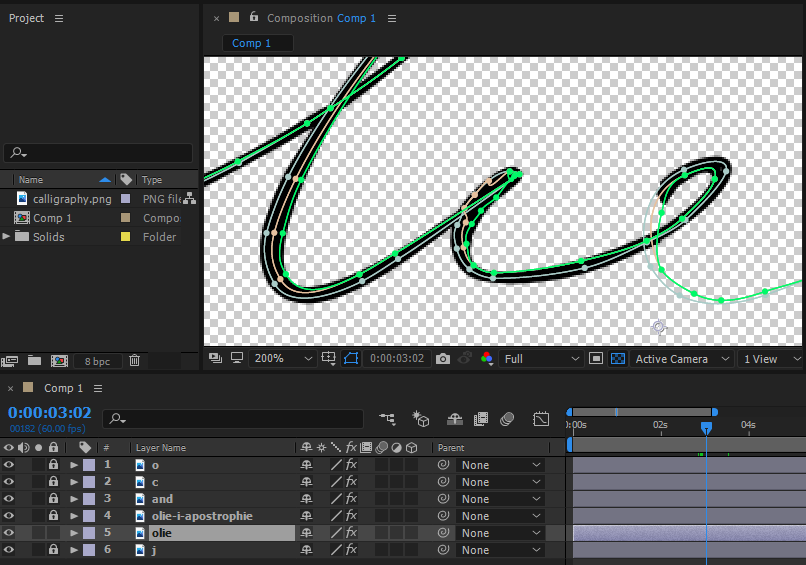 Project
Composition Comp 1
Comp 1
Name Type
calligraphy.png PNG file
Comp 1 Compos
Solids Folder
8 bpc
200% 0:00:03:02 Full Active Camera 1 View
Comp 1
0:00:03:02
00182 (60.00 fps)
:00s 02s 04s
# Layer Name Parent
1 o None
2 c None
3 and None
4 olie-i-apostrophie None
5 olie None
6 j None